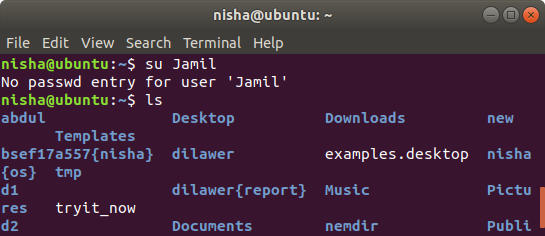 nisha@ubuntu: ~
File Edit View Search Terminal Help
nisha@ubuntu:~$ su Jamil
No passwd entry for user 'Jamil'
nisha@ubuntu:~$ ls
abdul Desktop Downloads new
Templates
bsef17a557{nisha} dilawer examples.desktop nisha
{os} tmp
d1 dilawer{report} Music Pictu
res tryit_now
d2 Documents nemdir Publi